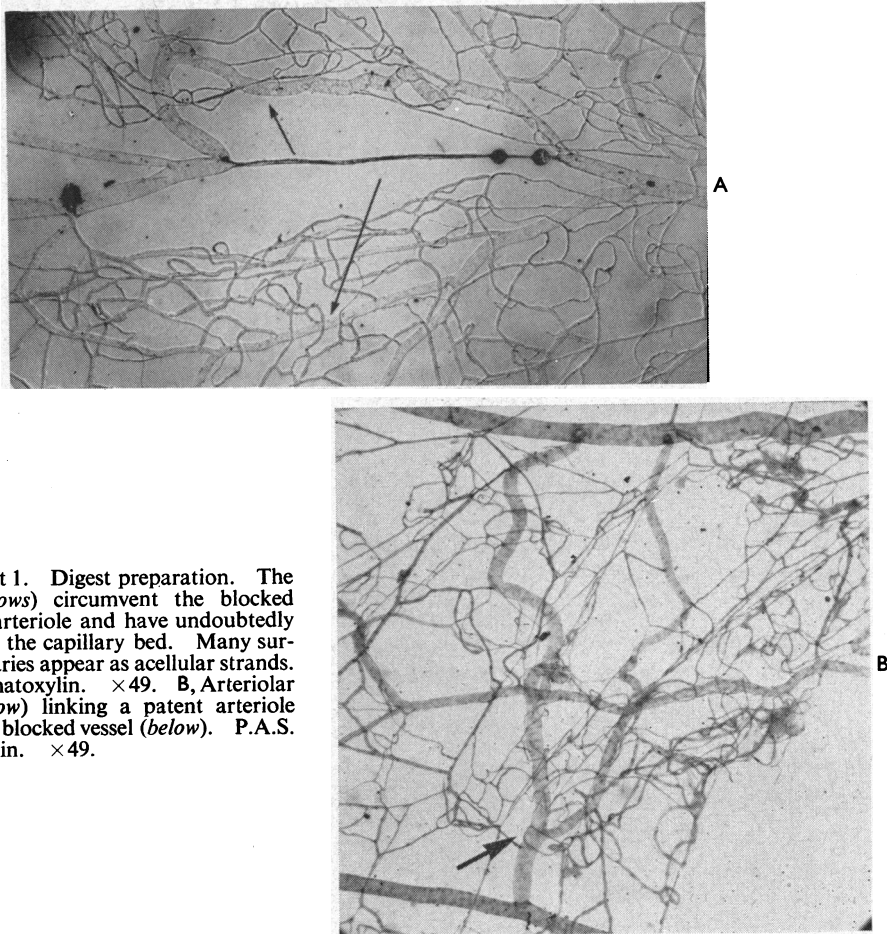 A
t 1. Digest preparation. The
ows) circumvent the blocked
arteriole and have undoubtedly
the capillary bed. Many sur-
aries appear as acellular strands.
natoxylin. ×49. B, Arteriolar
ow) linking a patent arteriole
blocked vessel (below). P.A.S.
in. ×49.
B